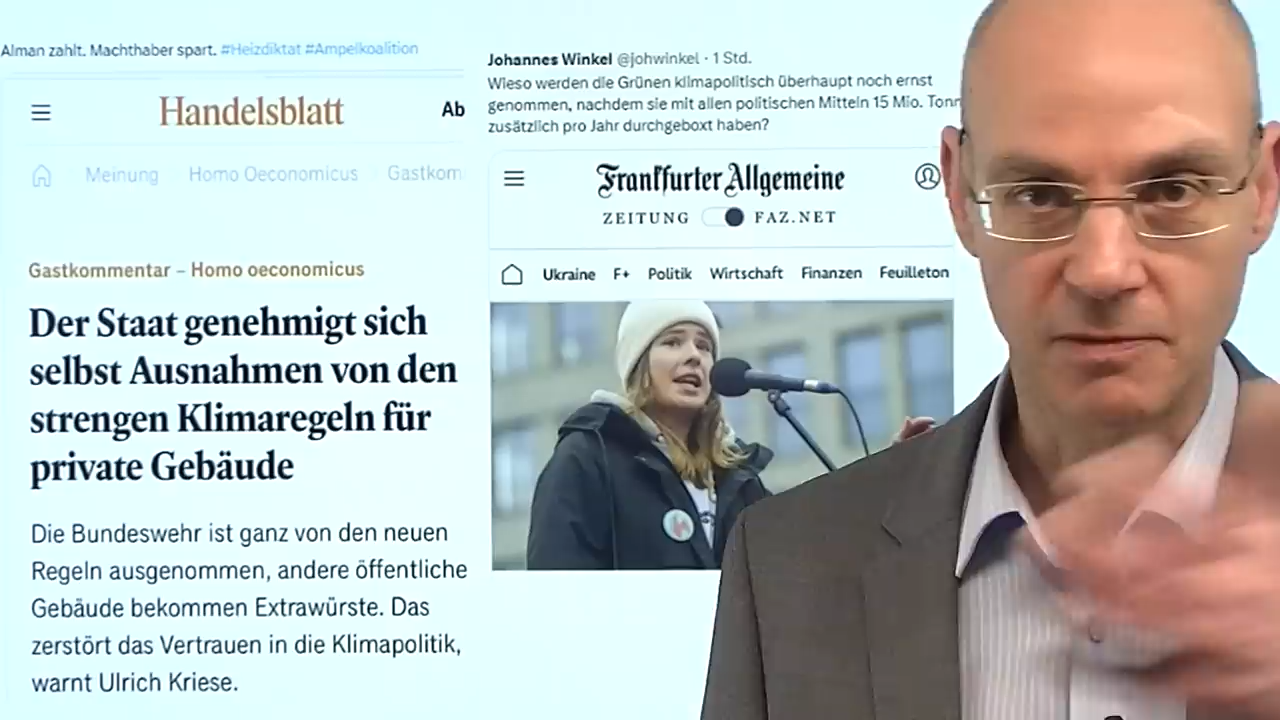 Alman zahlt. Machthaber spart. #Heizdiktat #Ampelkoalition
Handelsblatt
Ab
Meinung Homo Oeconomicus Gastkom
Gastkommentar – Homo oeconomicus
Der Staat genehmigt sich
selbst Ausnahmen von den
strengen Klimaregeln für
private Gebäude
Die Bundeswehr ist ganz von den neuen
Regeln ausgenommen, andere öffentliche
Gebäude bekommen Extrawürste. Das
zerstört das Vertrauen in die Klimapolitik,
warnt Ulrich Kriese.
Johannes Winkel @johwinkel · 1 Std.
Wieso werden die Grünen klimapolitisch überhaupt noch ernst
genommen, nachdem sie mit allen politischen Mitteln 15 Mio. Tonn
zusätzlich pro Jahr durchgeboxt haben?
Frankfurter Allgemeine
ZEITUNG FAZ.NET
Ukraine F+ Politik Wirtschaft Finanzen Feuilleton